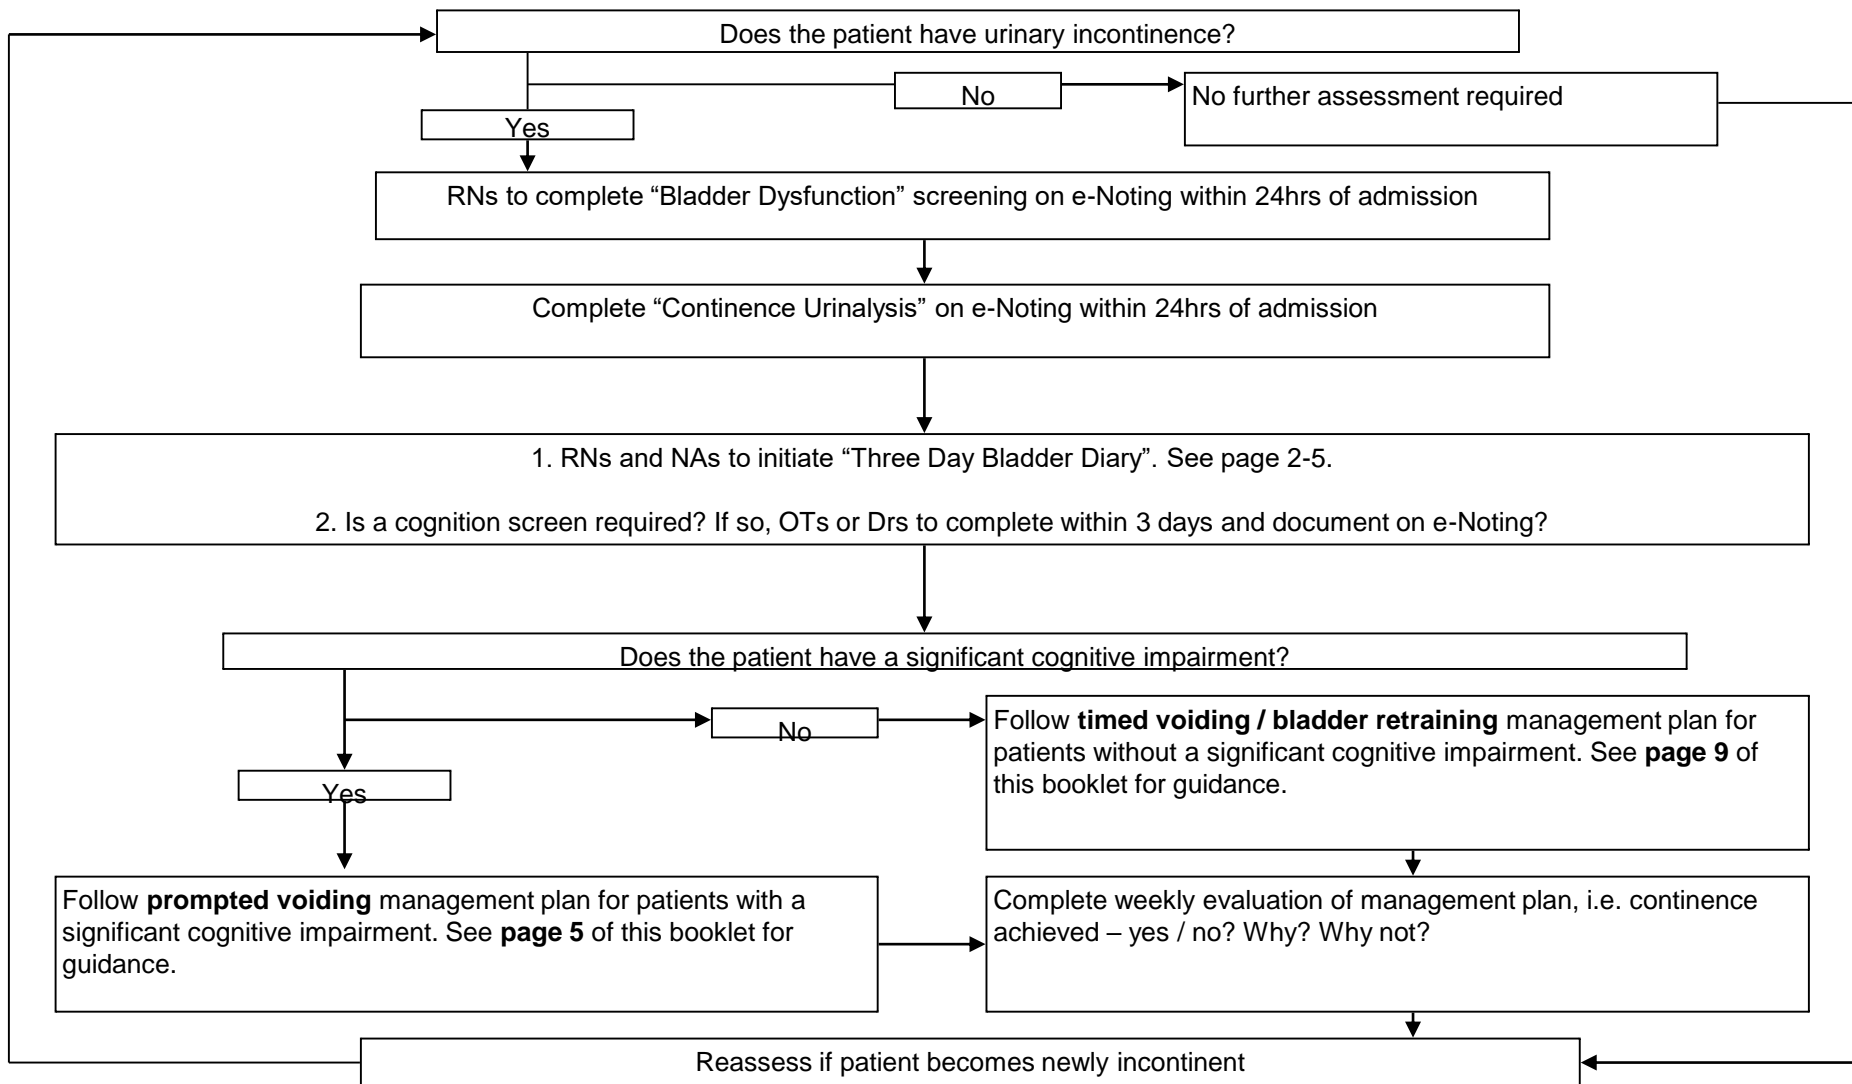 Does the patient have urinary incontinence?
No
No further assessment required
Yes
RNs to complete “Bladder Dysfunction” screening on e-Noting within 24hrs of admission
Complete “Continence Urinalysis” on e-Noting within 24hrs of admission
1. RNs and NAs to initiate “Three Day Bladder Diary”. See page 2-5.
2. Is a cognition screen required? If so, OTs or Drs to complete within 3 days and document on e-Noting?
Does the patient have a significant cognitive impairment?
No
Follow timed voiding / bladder retraining management plan for
patients without a significant cognitive impairment. See page 9 of
this booklet for guidance.
Yes
Follow prompted voiding management plan for patients with a
significant cognitive impairment. See page 5 of this booklet for
guidance.
Complete weekly evaluation of management plan, i.e. continence
achieved – yes / no? Why? Why not?
Reassess if patient becomes newly incontinent